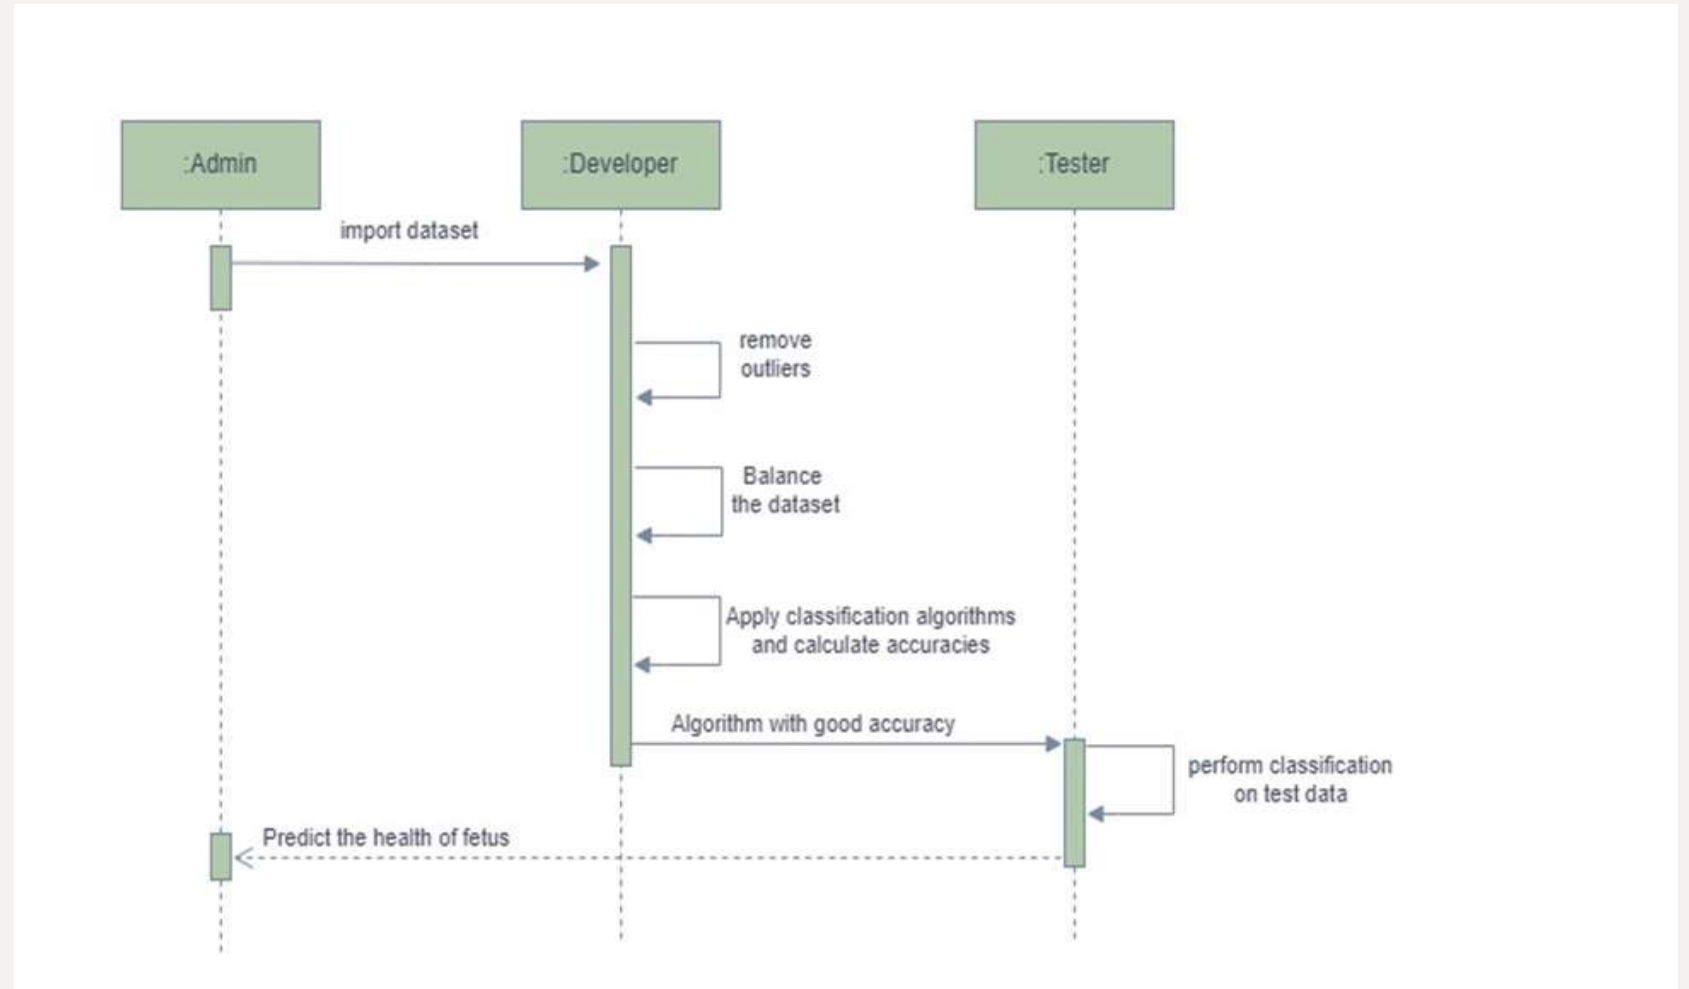 :Admin
:Developer
:Tester
import dataset
remove
outliers
Balance
the dataset
Apply classification algorithms
and calculate accuracies
Algorithm with good accuracy
perform classification
on test data
Predict the health of fetus